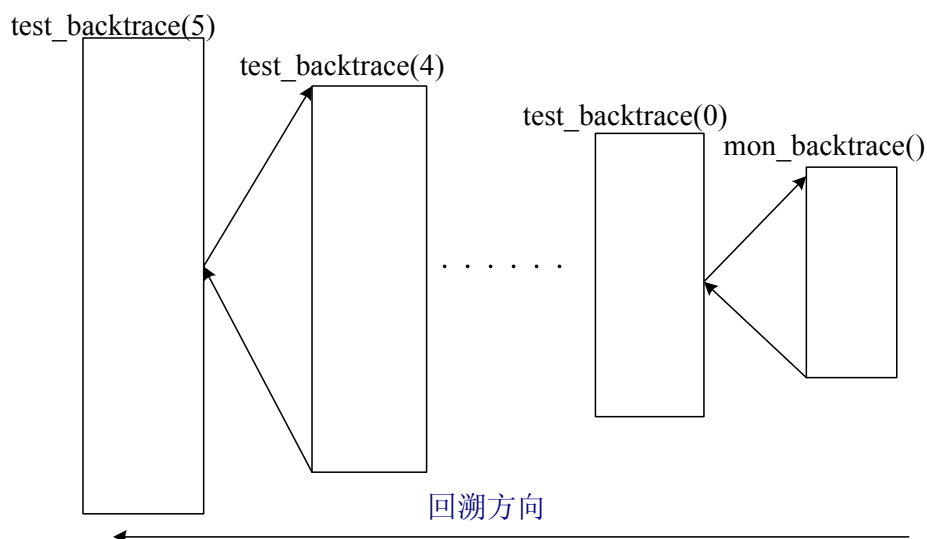 test_backtrace(5)
test_backtrace(4)
test_backtrace(0)
mon_backtrace()
. . . . . .
回溯方向